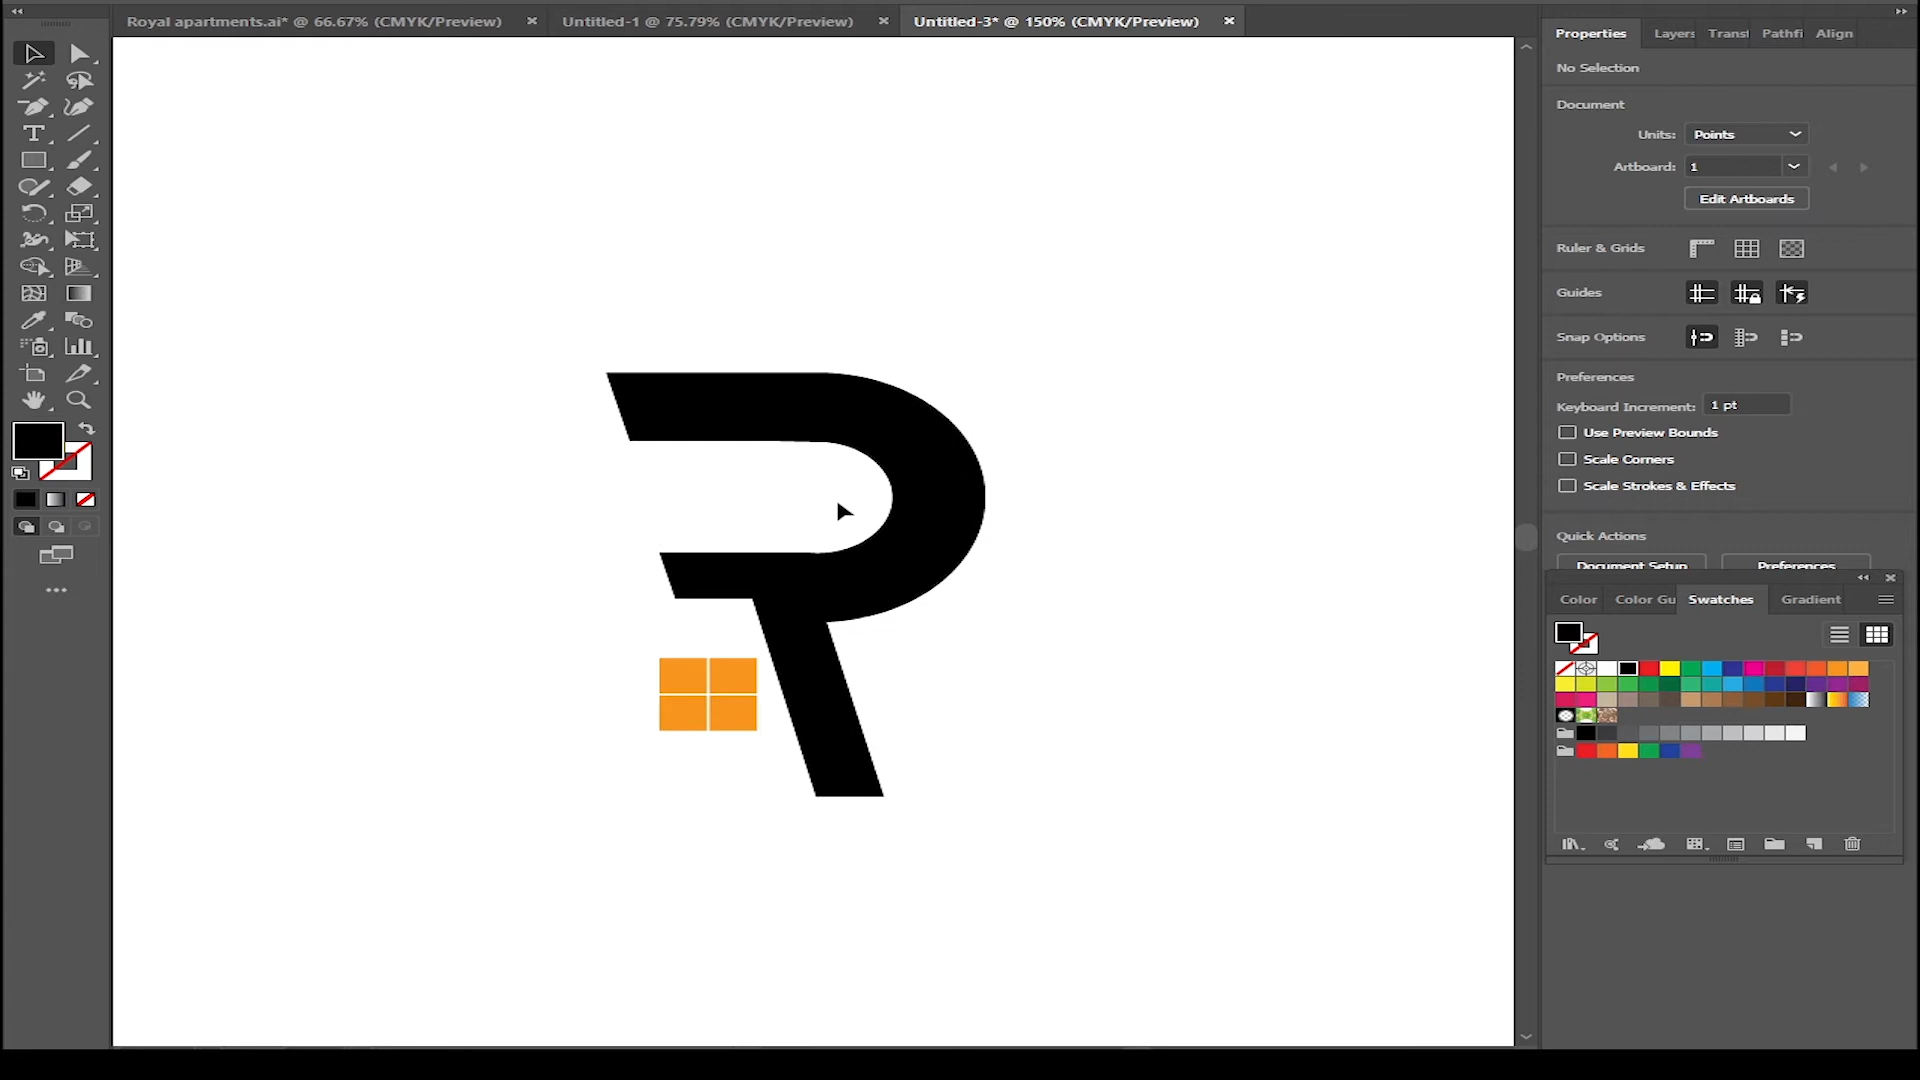 Royal apartments.ai* @ 66.67% (CMYK/Preview)
Untitled-1 @ 75.79% (CMYK/Preview)
Untitled-3* @ 150% (CMYK/Preview)
Properties
Layers
Transf
Pathfi
Align
No Selection
Document
Units:
Points
Artboard:
1
Edit Artboards
Ruler & Grids
Guides
Snap Options
Preferences
Keyboard Increment:
1 pt
Use Preview Bounds
Scale Corners
Scale Strokes & Effects
Quick Actions
Document Setup
Preferences
Color
Color Gu
Swatches
Gradient
R